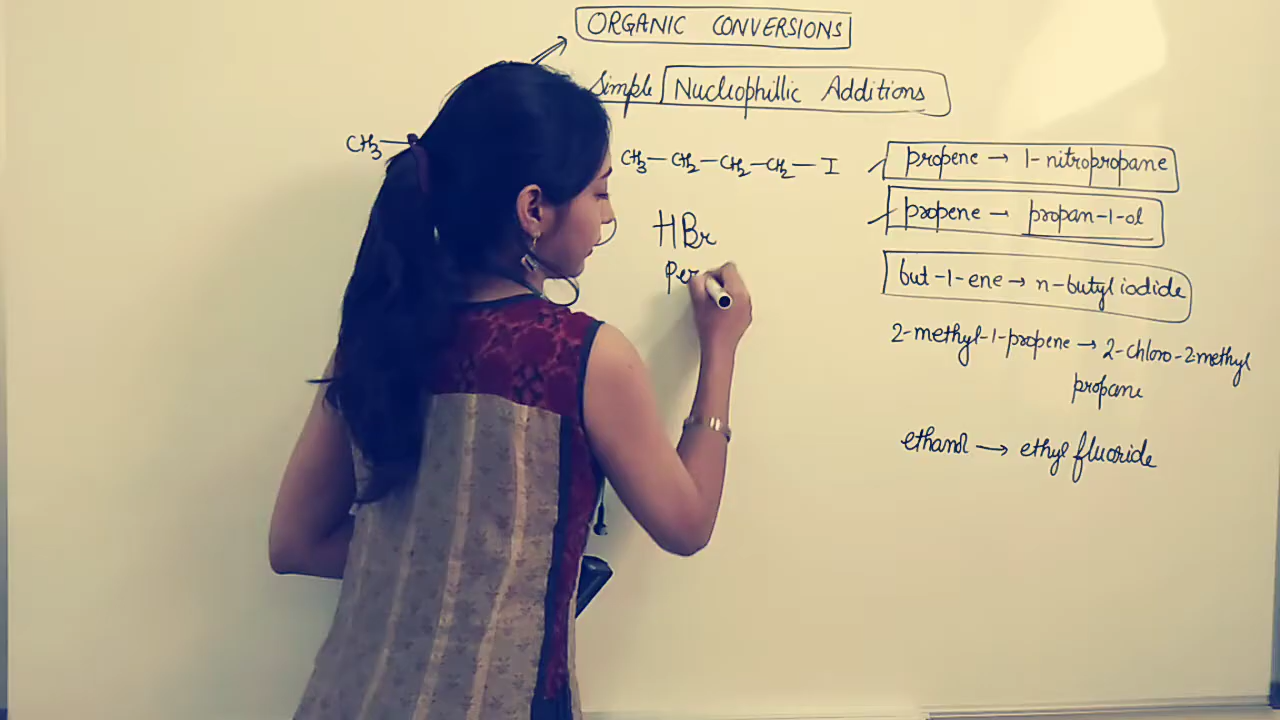 ORGANIC CONVERSIONS
Simple Nucleophillic Additions
CH3— CH3—CH2—CH2—CH2—I
HBr
Per
propene → 1-nitropropane
propene → propan-1-ol
but-1-ene → n-butyl iodide
2-methyl-1-propene → 2-chloro-2-methyl
propane
ethanol → ethyl fluoride